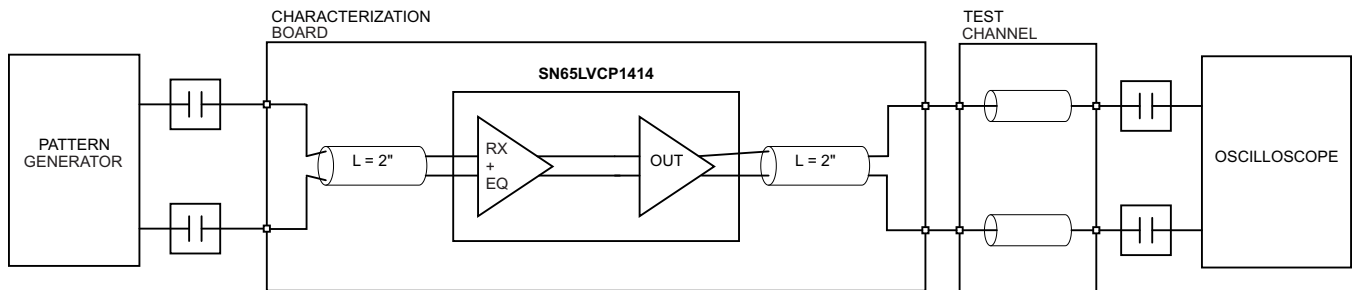 CHARACTERIZATION
BOARD
TEST
CHANNEL
SN65LVCP1414
PATTERN
GENERATOR
L = 2"
RX
+
EQ
OUT
L = 2"
OSCILLOSCOPE